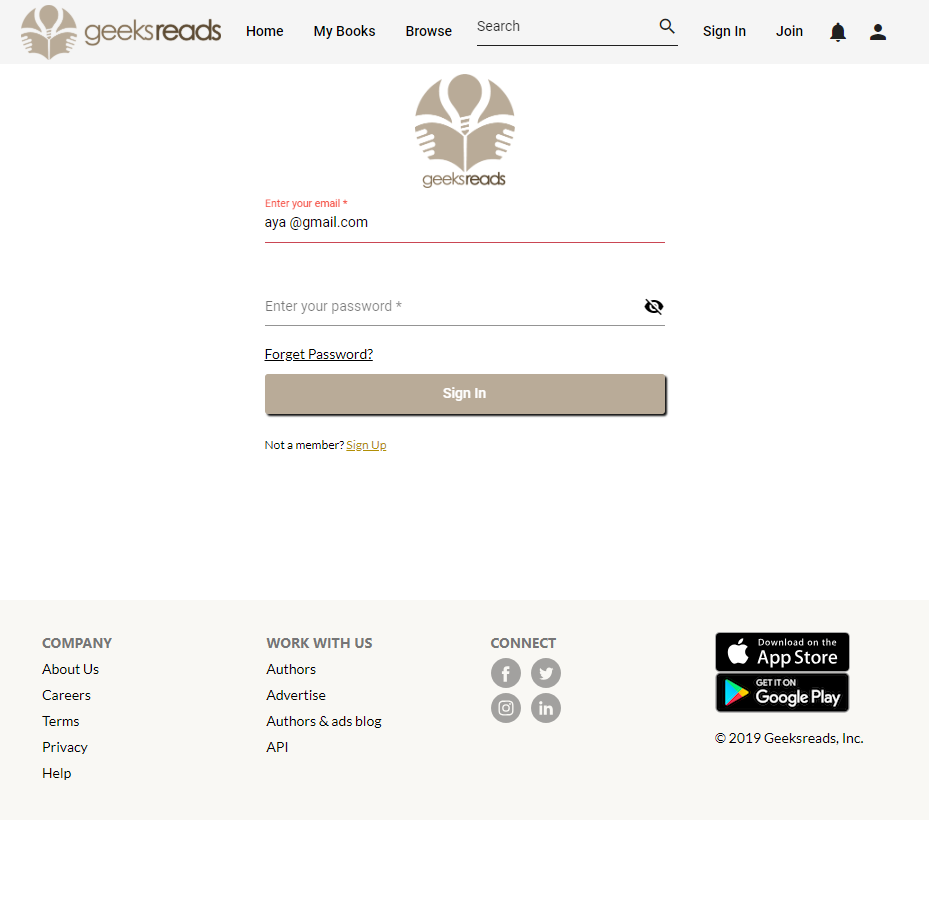 geeksreads
Home My Books Browse Search Sign In Join
geeksreads
Enter your email *
aya @gmail.com
Enter your password *
Forget Password?
Sign In
Not a member? Sign Up
COMPANY
About Us
Careers
Terms
Privacy
Help
WORK WITH US
Authors
Advertise
Authors & ads blog
API
CONNECT
f
in
Download on the
App Store
GET IT ON
Google Play
© 2019 Geeksreads, Inc.